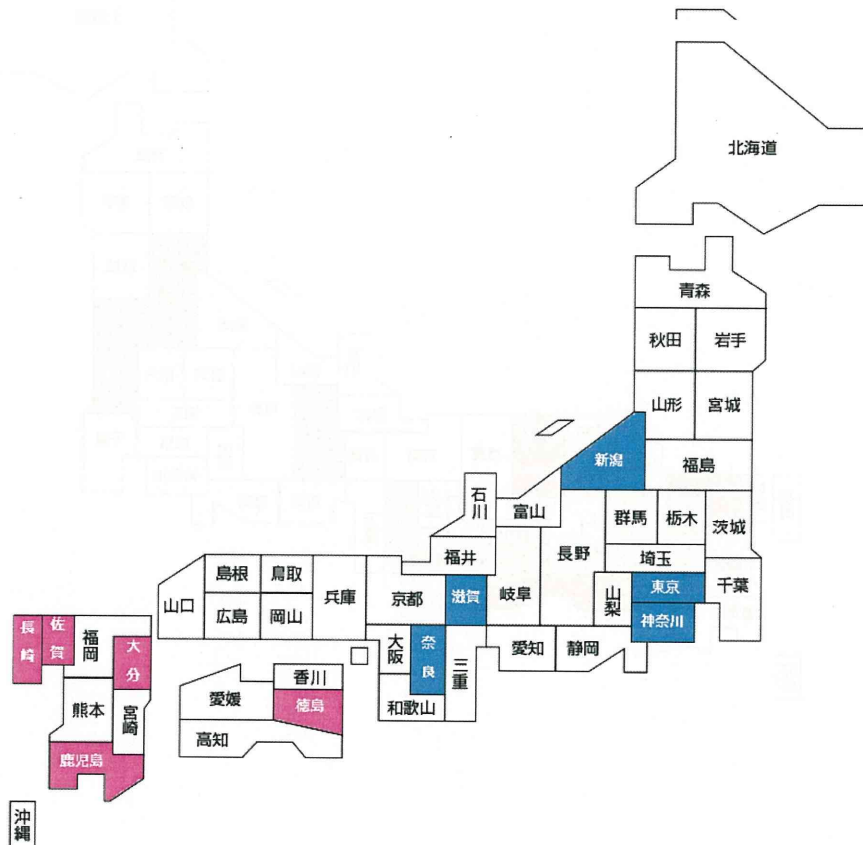 北海道
青森
秋田
岩手
山形
宮城
新潟
福島
石川
富山
群馬
栃木
茨城
長野
福井
埼玉
島根
鳥取
兵庫
京都
滋賀
岐阜
山梨
東京
千葉
山口
広島
岡山
神奈川
長崎
佐賀
福岡
大分
大阪
奈良
三重
愛知
静岡
香川
愛媛
徳島
熊本
宮崎
高知
和歌山
鹿児島
沖縄